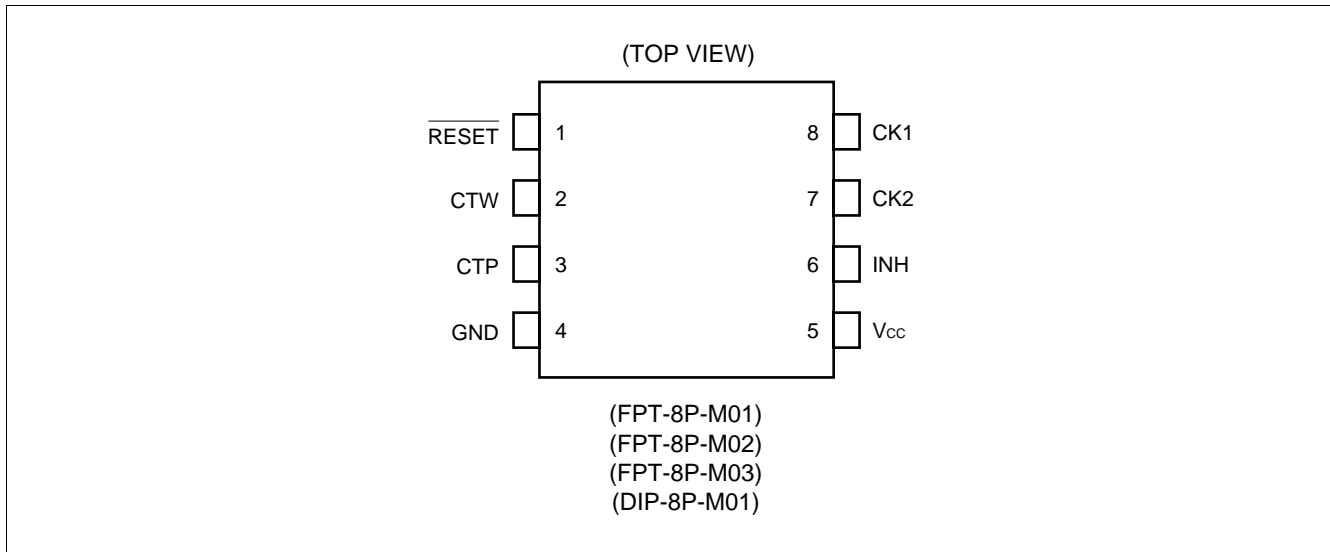 (TOP VIEW)
RESET 1 8 CK1
CTW 2 7 CK2
CTP 3 6 INH
GND 4 5 VCC
(FPT-8P-M01)
(FPT-8P-M02)
(FPT-8P-M03)
(DIP-8P-M01)